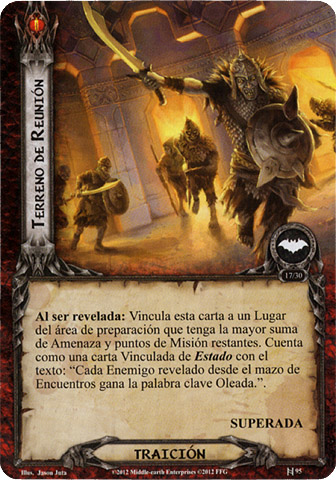 TERRENO DE REUNIÓN
17/30
Al ser revelada: Vincula esta carta a un Lugar
del área de preparación que tenga la mayor suma
de Amenaza y puntos de Misión restantes. Cuenta
como una carta Vinculada de Estado con el
texto: “Cada Enemigo revelado desde el mazo de
Encuentros gana la palabra clave Oleada.”.
SUPERADA
TRAICIÓN
Illus. Jason Juta
©2012 Middle-earth Enterprises ©2012 FFG
95